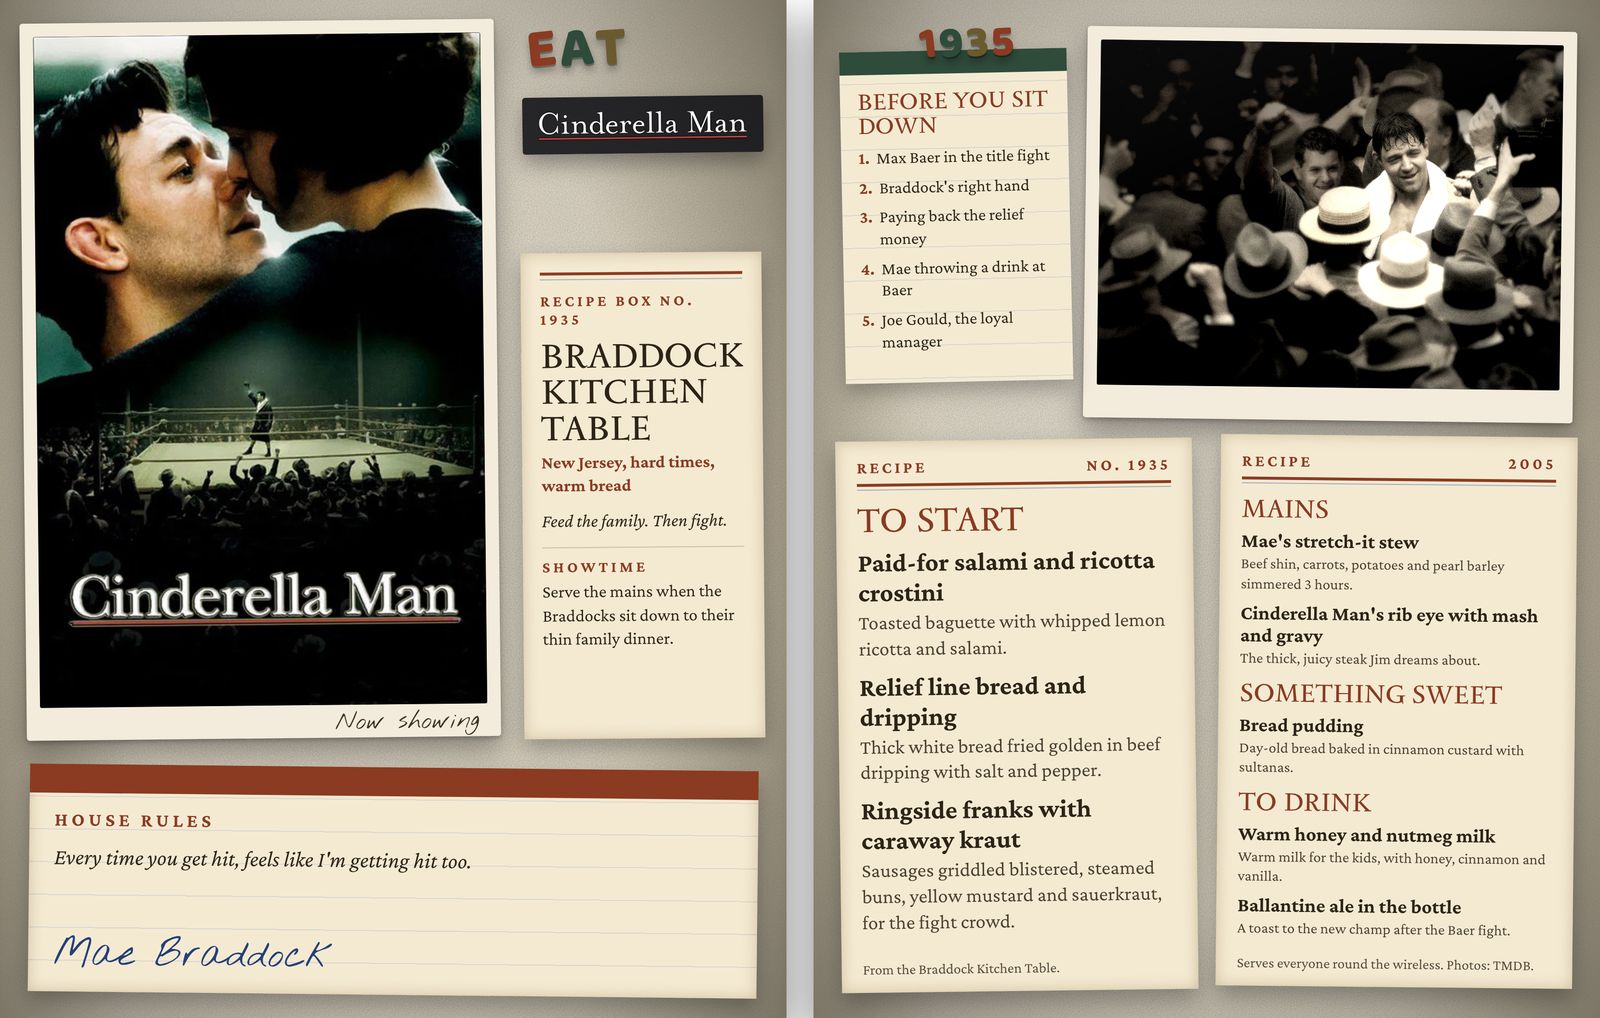 EAT
Cinderella Man
RECIPE BOX NO.
1935
BRADDOCK
KITCHEN
TABLE
New Jersey, hard times,
warm bread
Feed the family. Then fight.
SHOWTIME
Serve the mains when the
Braddocks sit down to their
thin family dinner.
Cinderella Man
Now showing
HOUSE RULES
Every time you get hit, feels like I'm getting hit too.
Mae Braddock
1935
BEFORE YOU SIT
DOWN
1. Max Baer in the title fight
2. Braddock's right hand
3. Paying back the relief
money
4. Mae throwing a drink at
Baer
5. Joe Gould, the loyal
manager
RECIPE NO. 1935
TO START
Paid-for salami and ricotta
crostini
Toasted baguette with whipped lemon
ricotta and salami.
Relief line bread and
dripping
Thick white bread fried golden in beef
dripping with salt and pepper.
Ringside franks with
caraway kraut
Sausages griddled blistered, steamed
buns, yellow mustard and sauerkraut,
for the fight crowd.
From the Braddock Kitchen Table.
RECIPE 2005
MAINS
Mae's stretch-it stew
Beef shin, carrots, potatoes and pearl barley
simmered 3 hours.
Cinderella Man's rib eye with mash
and gravy
The thick, juicy steak Jim dreams about.
SOMETHING SWEET
Bread pudding
Day-old bread baked in cinnamon custard with
sultanas.
TO DRINK
Warm honey and nutmeg milk
Warm milk for the kids, with honey, cinnamon and
vanilla.
Ballantine ale in the bottle
A toast to the new champ after the Baer fight.
Serves everyone round the wireless. Photos: TMDB.